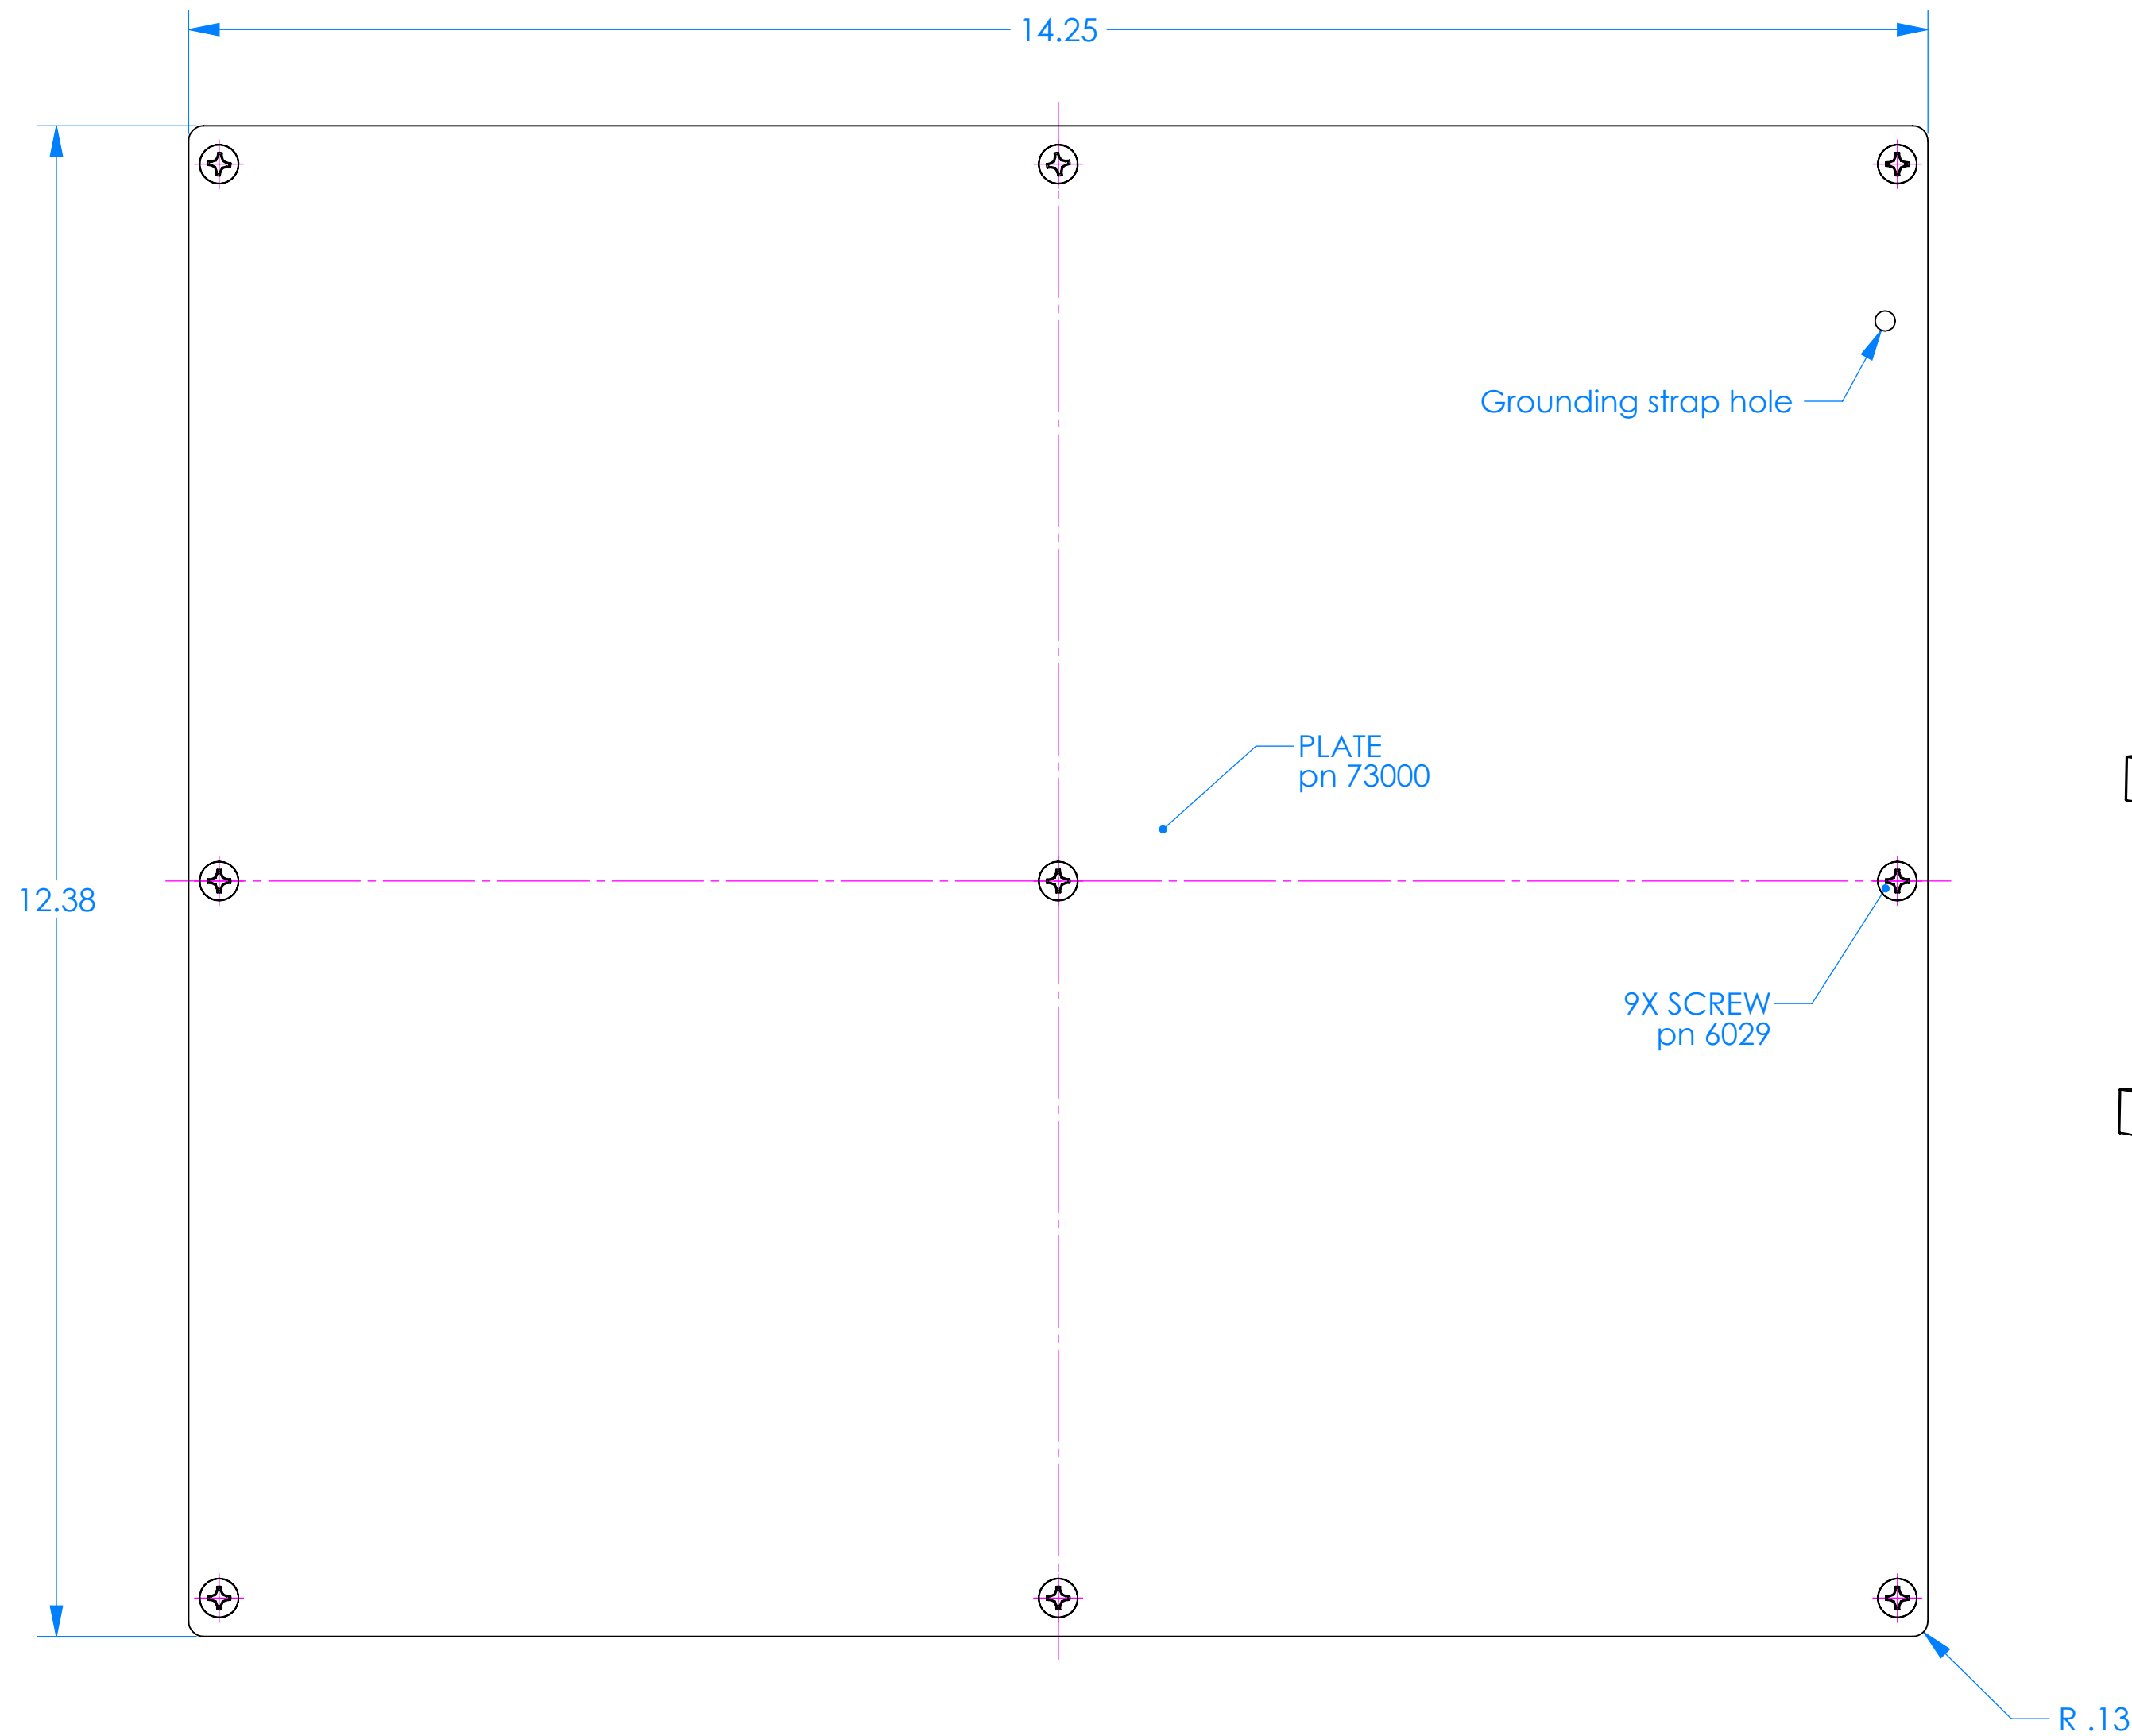 14.25
Grounding strap hole
PLATE
pn 73000
12.38
9X SCREW
pn 6029
R .13